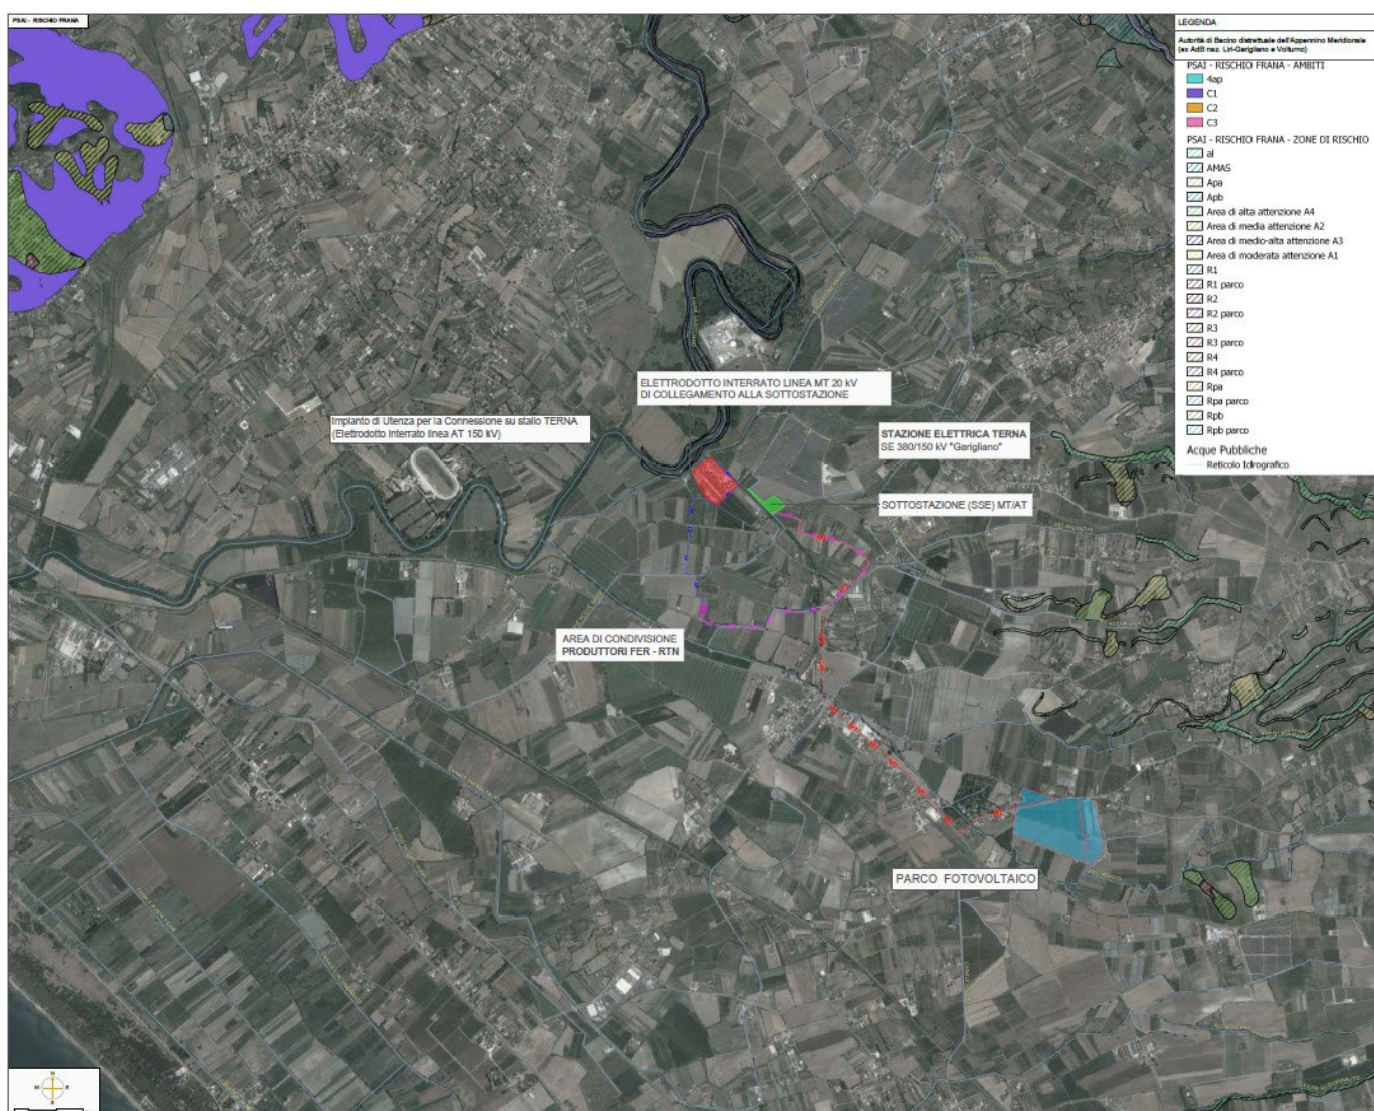 PSAI - RISCHIO FRANA
LEGENDA
Autorità di Bacino distrettuale dell'Appennino Meridionale
(ex AdB naz. Liri-Garigliano e Volturno)
PSAI - RISCHIO FRANA - AMBITI
4ap
C1
C2
C3
PSAI - RISCHIO FRANA - ZONE DI RISCHIO
al
AMAS
Apa
Apb
Area di alta attenzione A4
Area di media attenzione A2
Area di medio-alta attenzione A3
Area di moderata attenzione A1
R1
R1 parco
R2
R2 parco
R3
R3 parco
R4
R4 parco
Rpa
Rpa parco
Rpb
Rpb parco
Acque Pubbliche
Reticolo Idrografico
ELETTRODOTTO INTERRATO LINEA MT 20 kV
DI COLLEGAMENTO ALLA SOTTOSTAZIONE
Impianto di Utenza per la Connessione su stallo TERNA
(Elettrodotto Interrato linea AT 150 kV)
STAZIONE ELETTRICA TERNA
SE 380/150 kV "Garigliano"
SOTTOSTAZIONE (SSE) MT/AT
AREA DI CONDIVISIONE
PRODUTTORI FER - RTN
PARCO FOTOVOLTAICO
N
W E
S